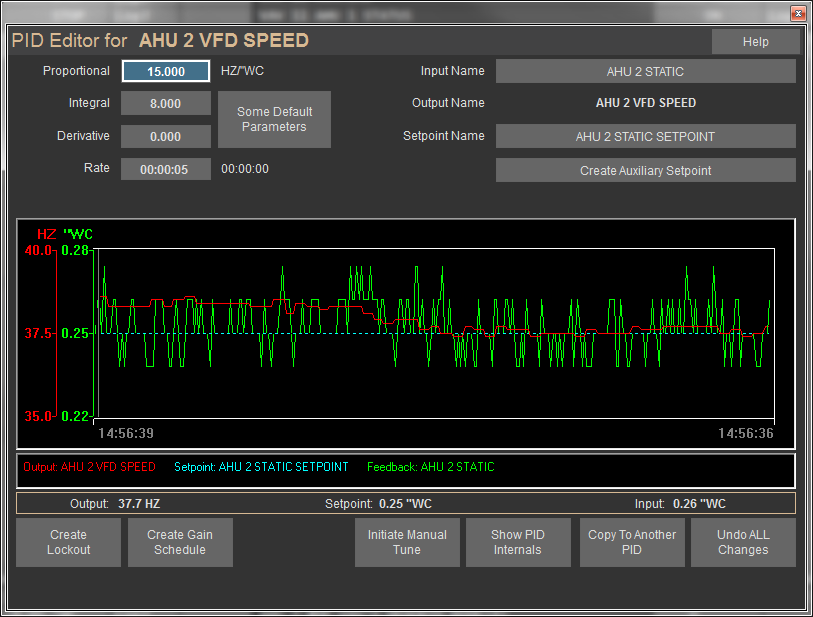 PID Editor for AHU 2 VFD SPEED
Help
Proportional 15.000 HZ/"WC
Input Name AHU 2 STATIC
Integral 8.000
Some Default
Parameters
Output Name AHU 2 VFD SPEED
Derivative 0.000
Setpoint Name AHU 2 STATIC SETPOINT
Rate 00:00:05 00:00:00
Create Auxiliary Setpoint
HZ "WC
40.0 0.28
37.5 0.25
35.0 0.22
14:56:39 14:56:36
Output: AHU 2 VFD SPEED Setpoint: AHU 2 STATIC SETPOINT Feedback: AHU 2 STATIC
Output: 37.7 HZ Setpoint: 0.25 "WC Input: 0.26 "WC
Create
Lockout
Create Gain
Schedule
Initiate Manual
Tune
Show PID
Internals
Copy To Another
PID
Undo ALL
Changes